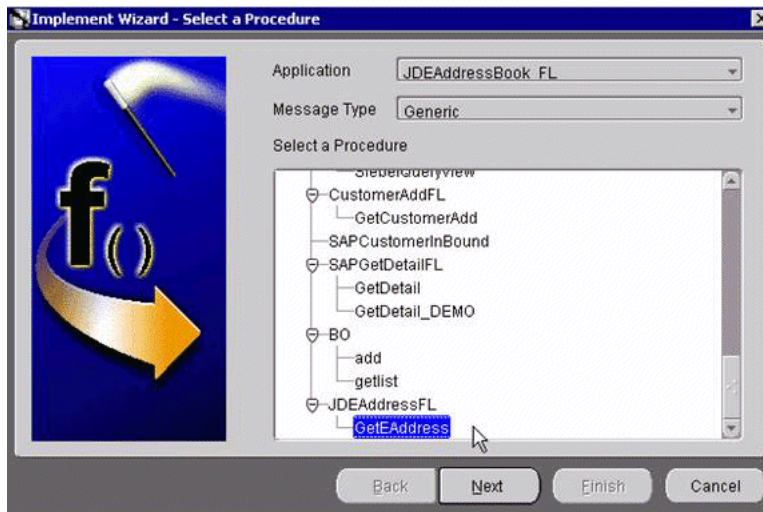 Implement Wizard - Select a Procedure
Application JDEAddressBook_FL
Message Type Generic
Select a Procedure
SiebelQueryView
CustomerAddFL
GetCustomerAdd
SAPCustomerInBound
SAPGetDetailFL
GetDetail
GetDetail_DEMO
BO
add
getlist
JDEAddressFL
GetEAddress
f()
Back Next Finish Cancel